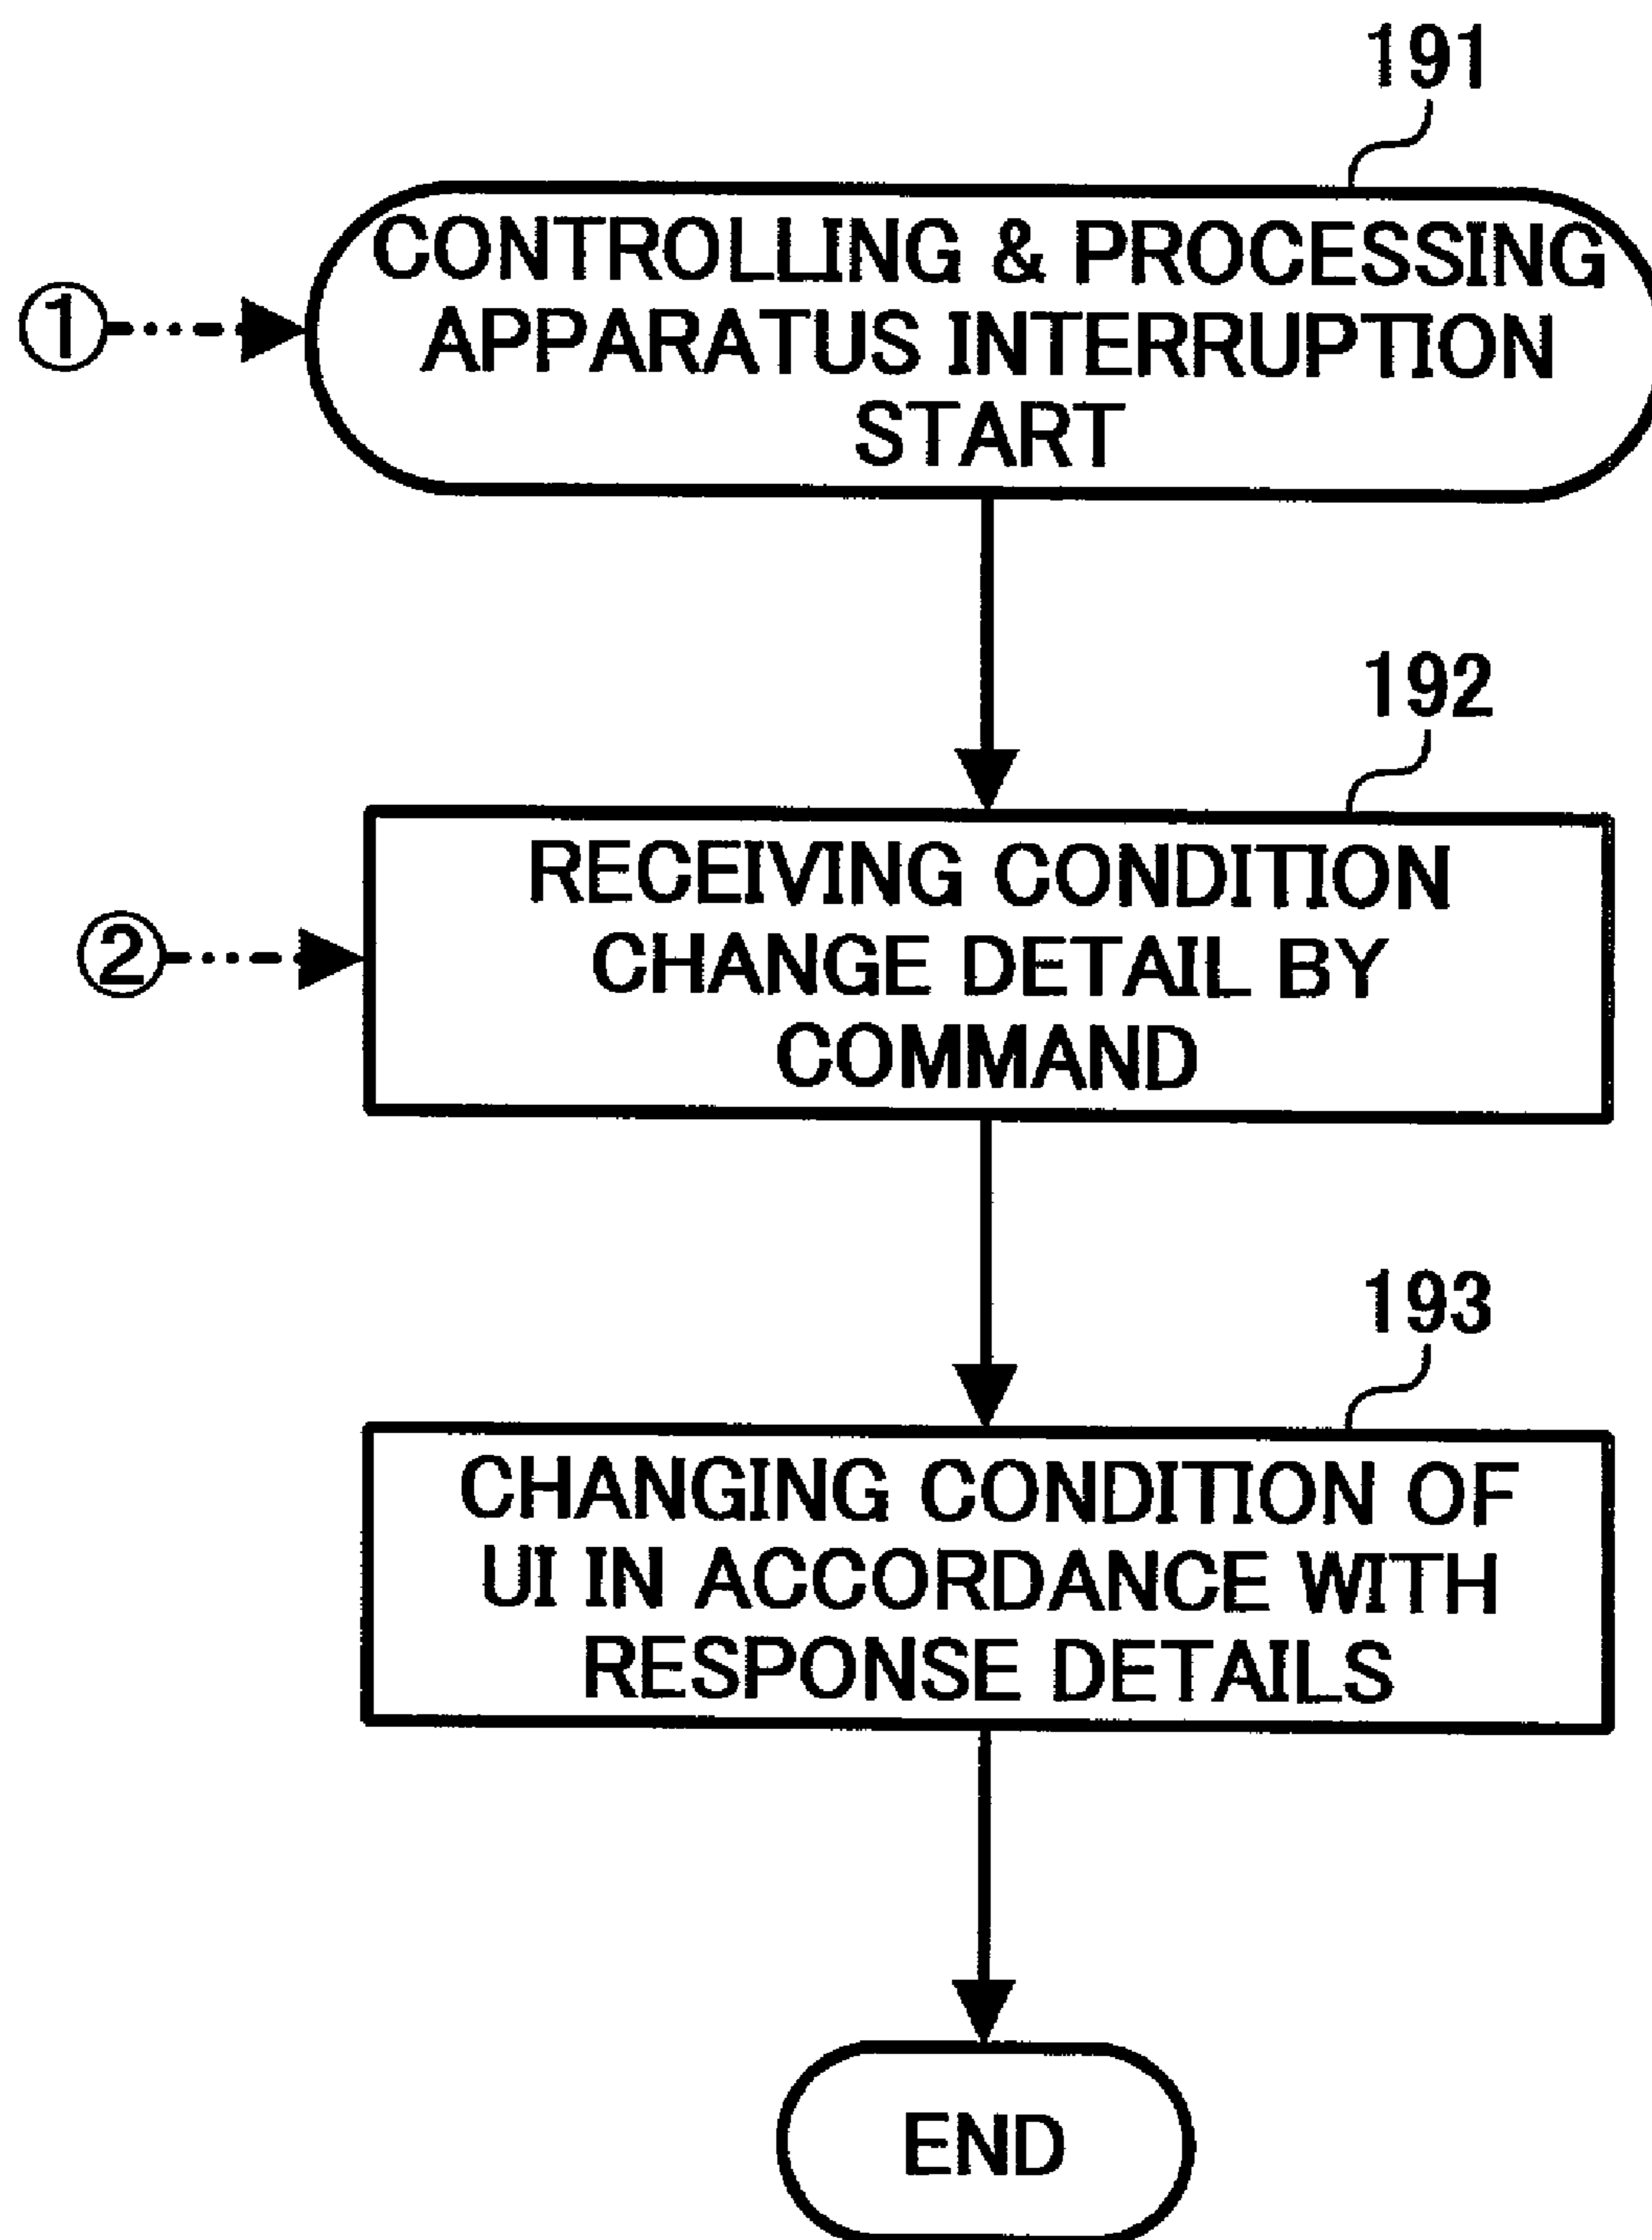 191
CONTROLLING & PROCESSING
① APPARATUS INTERRUPTION
START
192
RECEIVING CONDITION
② CHANGE DETAIL BY
COMMAND
193
CHANGING CONDITION OF
UI IN ACCORDANCE WITH
RESPONSE DETAILS
END